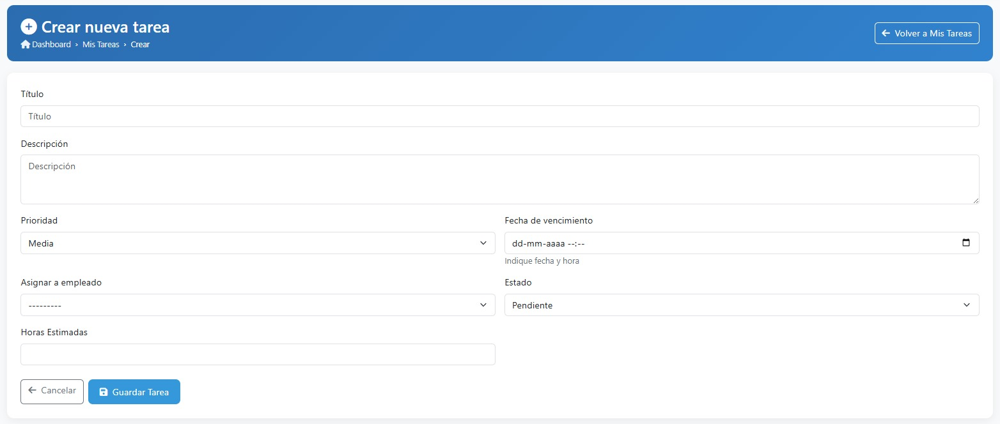 Crear nueva tarea
Dashboard › Mis Tareas › Crear
Volver a Mis Tareas
Título
Título
Descripción
Descripción
Prioridad
Media
Fecha de vencimiento
dd-mm-aaaa --:--
Indique fecha y hora
Asignar a empleado
---------
Estado
Pendiente
Horas Estimadas
Cancelar
Guardar Tarea